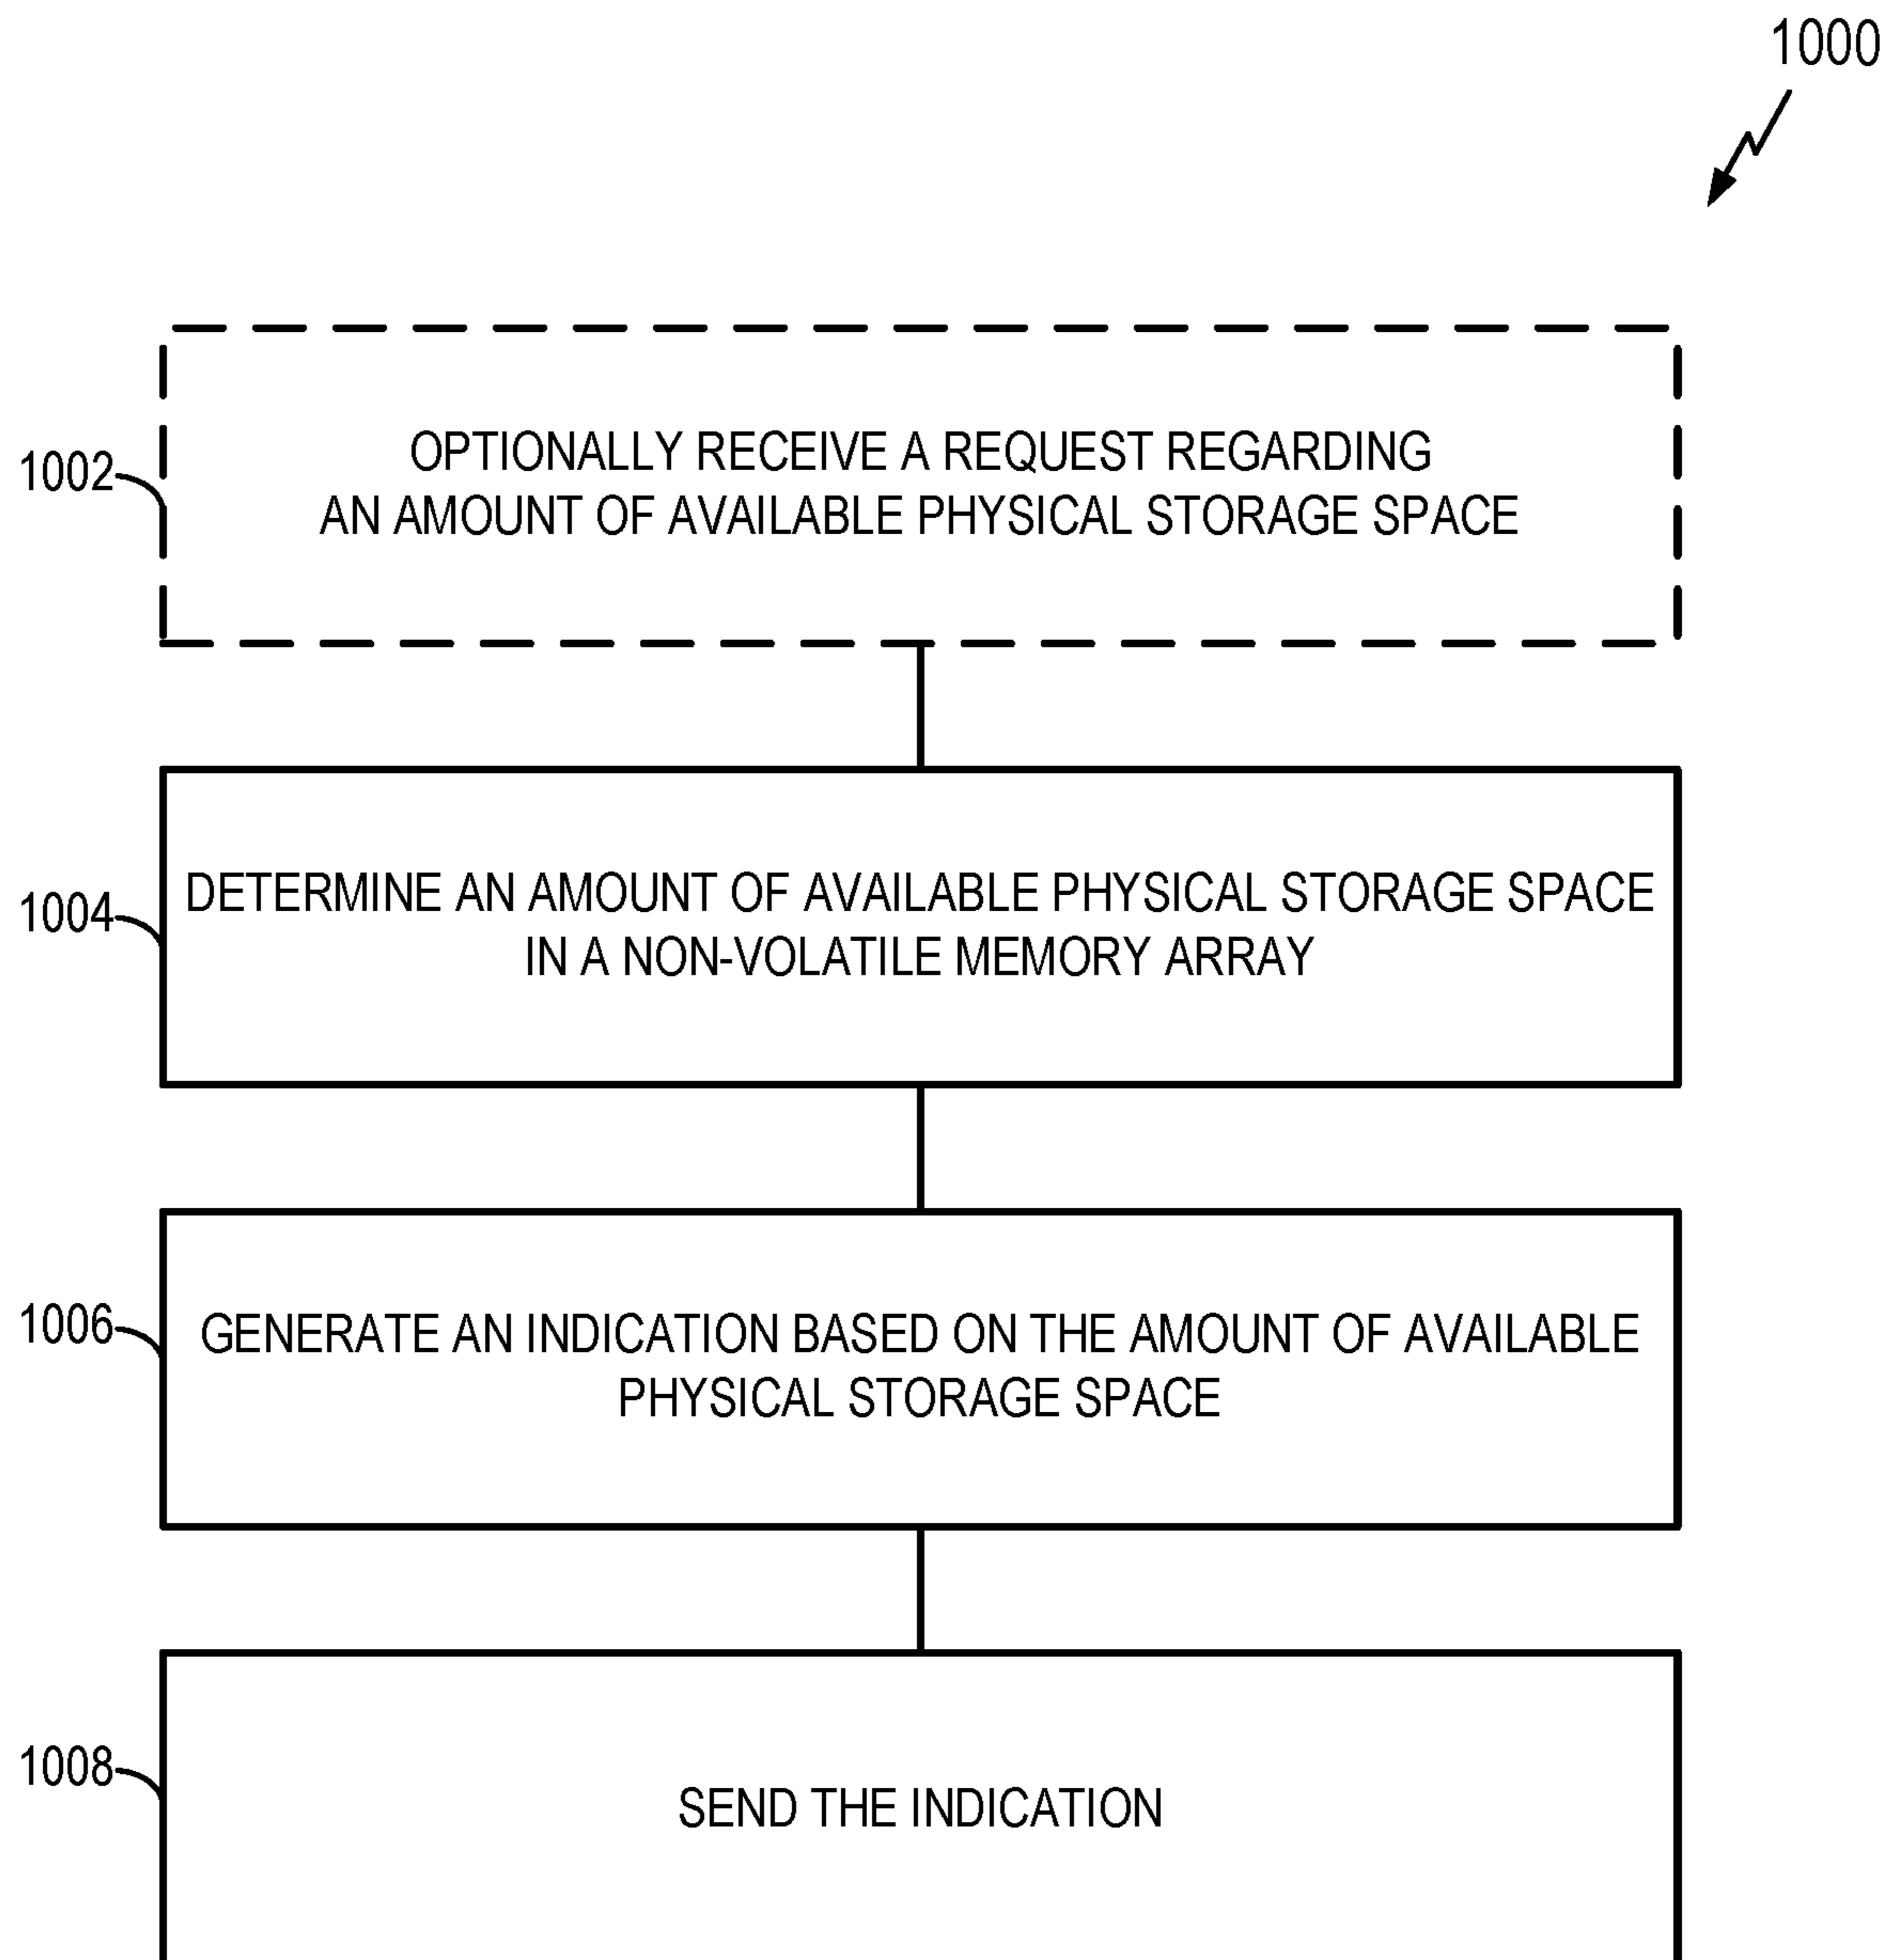 1000
1002
OPTIONALLY RECEIVE A REQUEST REGARDING
AN AMOUNT OF AVAILABLE PHYSICAL STORAGE SPACE
1004
DETERMINE AN AMOUNT OF AVAILABLE PHYSICAL STORAGE SPACE
IN A NON-VOLATILE MEMORY ARRAY
1006
GENERATE AN INDICATION BASED ON THE AMOUNT OF AVAILABLE
PHYSICAL STORAGE SPACE
1008
SEND THE INDICATION